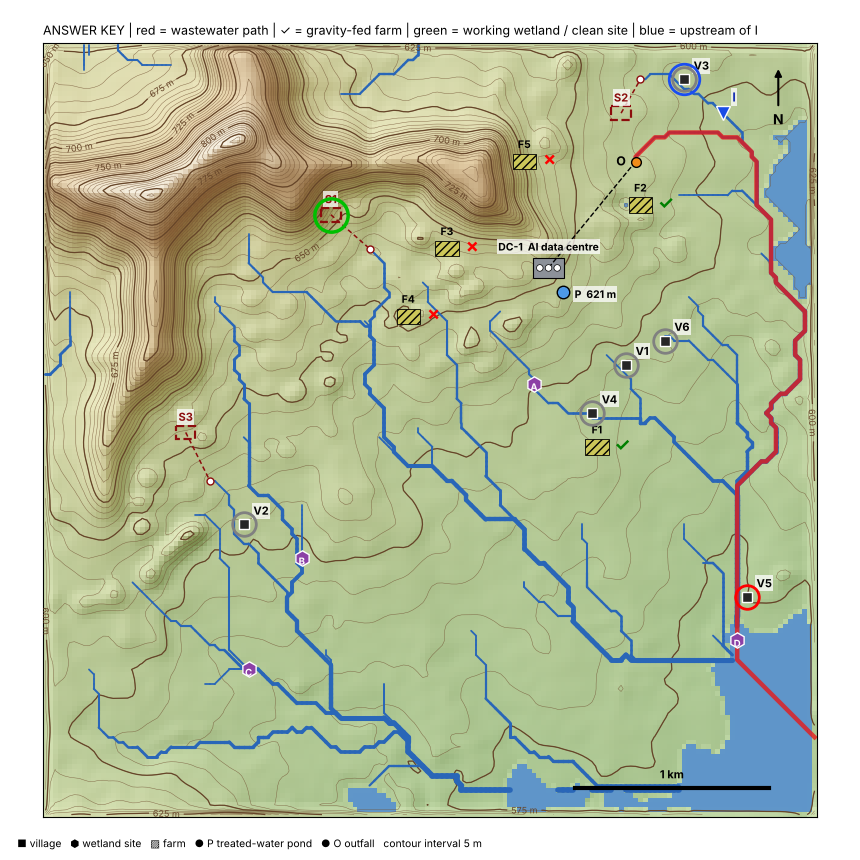 ANSWER KEY | red = wastewater path | ✓ = gravity-fed farm | green = working wetland / clean site | blue = upstream of I
650 m
625 m
600 m
V3
675 m
S2
I
N
725 m
800 m
700 m
750 m
775 m
700 m
725 m
F5
O
F2
625 m
S1
650 m
F3
DC-1 AI data centre
P 621 m
F4
V6
V1
675 m
A
V4
S3
F1
600 m
V2
B
V5
600 m
D
C
1 km
625 m
575 m
■ village ⬢ wetland site ▨ farm ● P treated-water pond ● O outfall contour interval 5 m